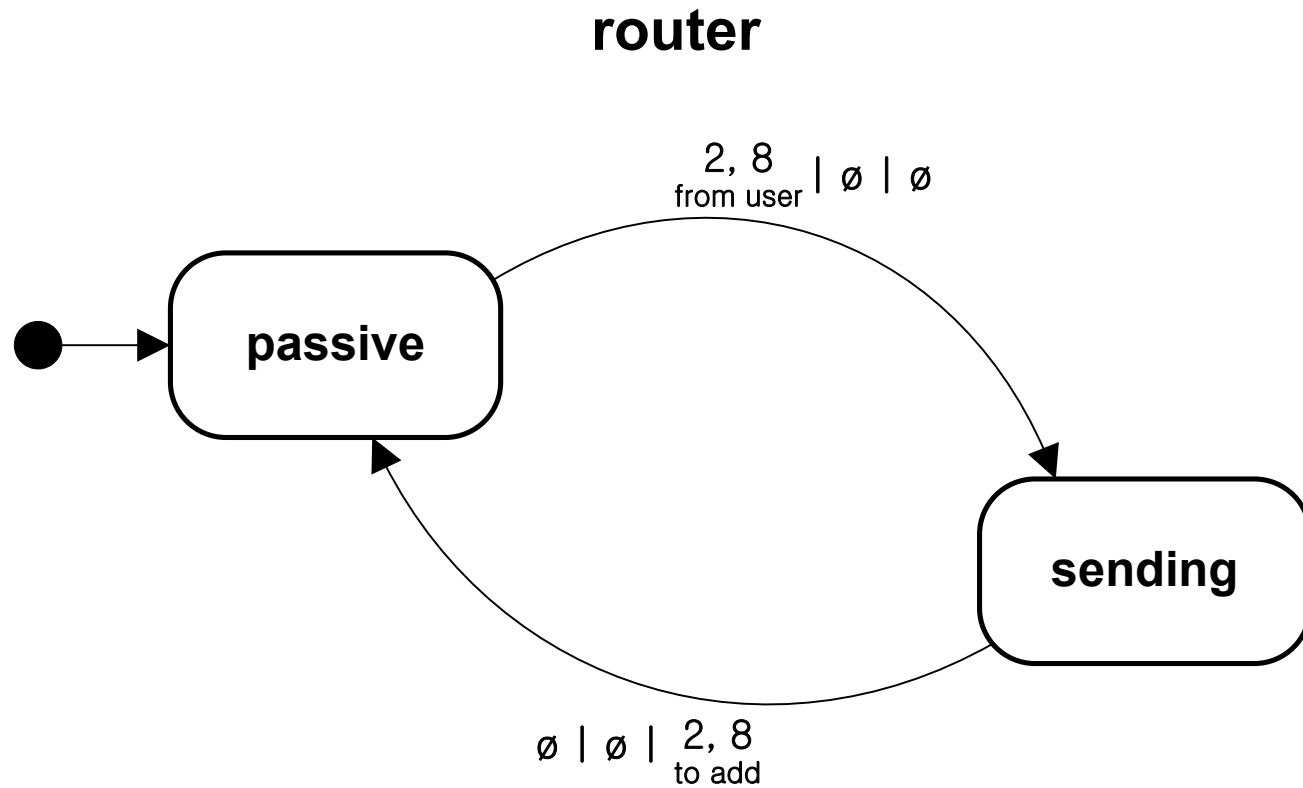 router
2, 8 | ø | ø
from user
passive
sending
ø | ø | 2, 8
to add